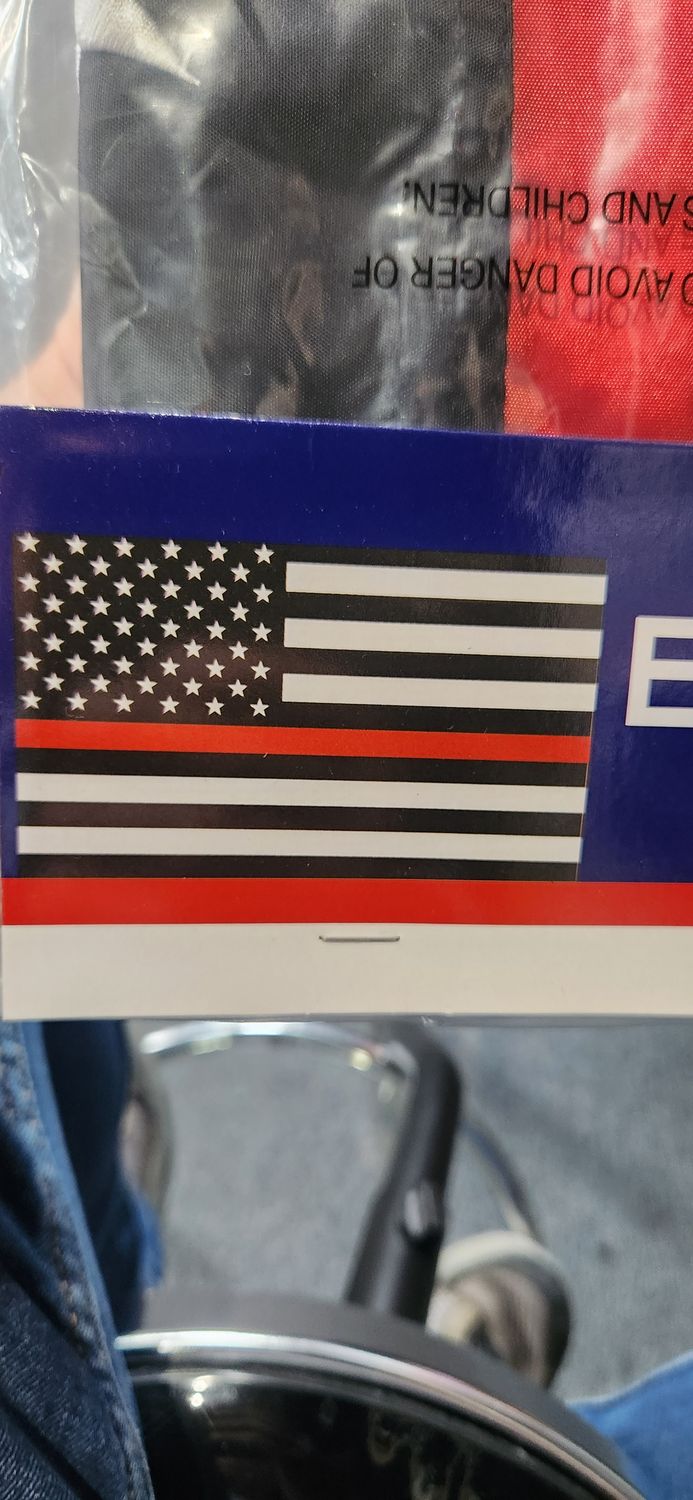 O AVOID DANGER OF
S AND CHILDREN.
E